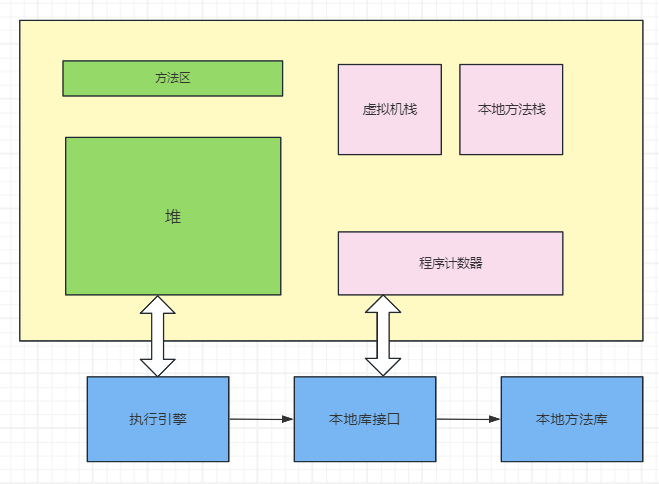 方法区
虚拟机栈
本地方法栈
堆
程序计数器
执行引擎
本地库接口
本地方法库